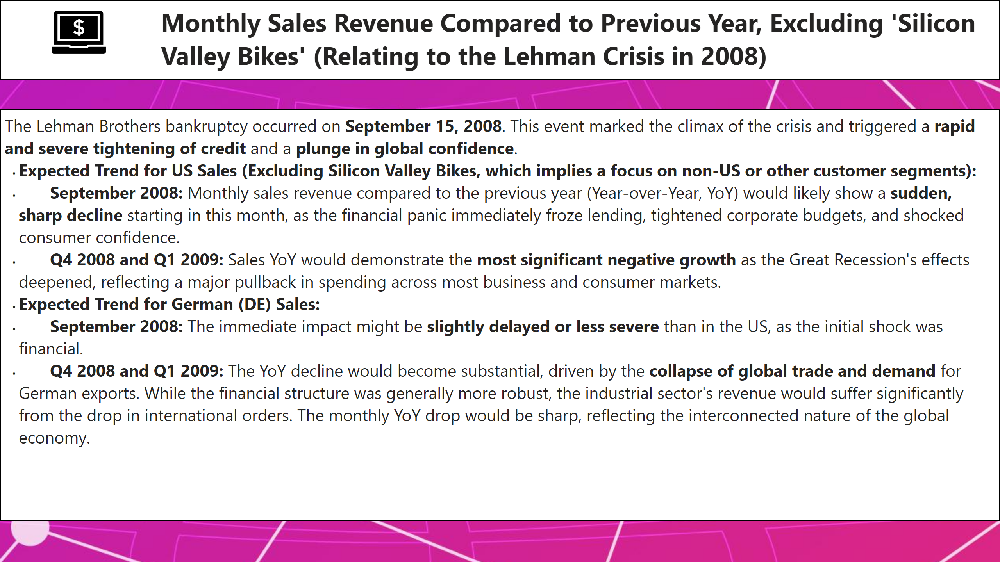 $
Monthly Sales Revenue Compared to Previous Year, Excluding 'Silicon
Valley Bikes' (Relating to the Lehman Crisis in 2008)
The Lehman Brothers bankruptcy occurred on September 15, 2008. This event marked the climax of the crisis and triggered a rapid
and severe tightening of credit and a plunge in global confidence.
• Expected Trend for US Sales (Excluding Silicon Valley Bikes, which implies a focus on non-US or other customer segments):
• September 2008: Monthly sales revenue compared to the previous year (Year-over-Year, YoY) would likely show a sudden,
sharp decline starting in this month, as the financial panic immediately froze lending, tightened corporate budgets, and shocked
consumer confidence.
• Q4 2008 and Q1 2009: Sales YoY would demonstrate the most significant negative growth as the Great Recession's effects
deepened, reflecting a major pullback in spending across most business and consumer markets.
• Expected Trend for German (DE) Sales:
• September 2008: The immediate impact might be slightly delayed or less severe than in the US, as the initial shock was
financial.
• Q4 2008 and Q1 2009: The YoY decline would become substantial, driven by the collapse of global trade and demand for
German exports. While the financial structure was generally more robust, the industrial sector's revenue would suffer significantly
from the drop in international orders. The monthly YoY drop would be sharp, reflecting the interconnected nature of the global
economy.